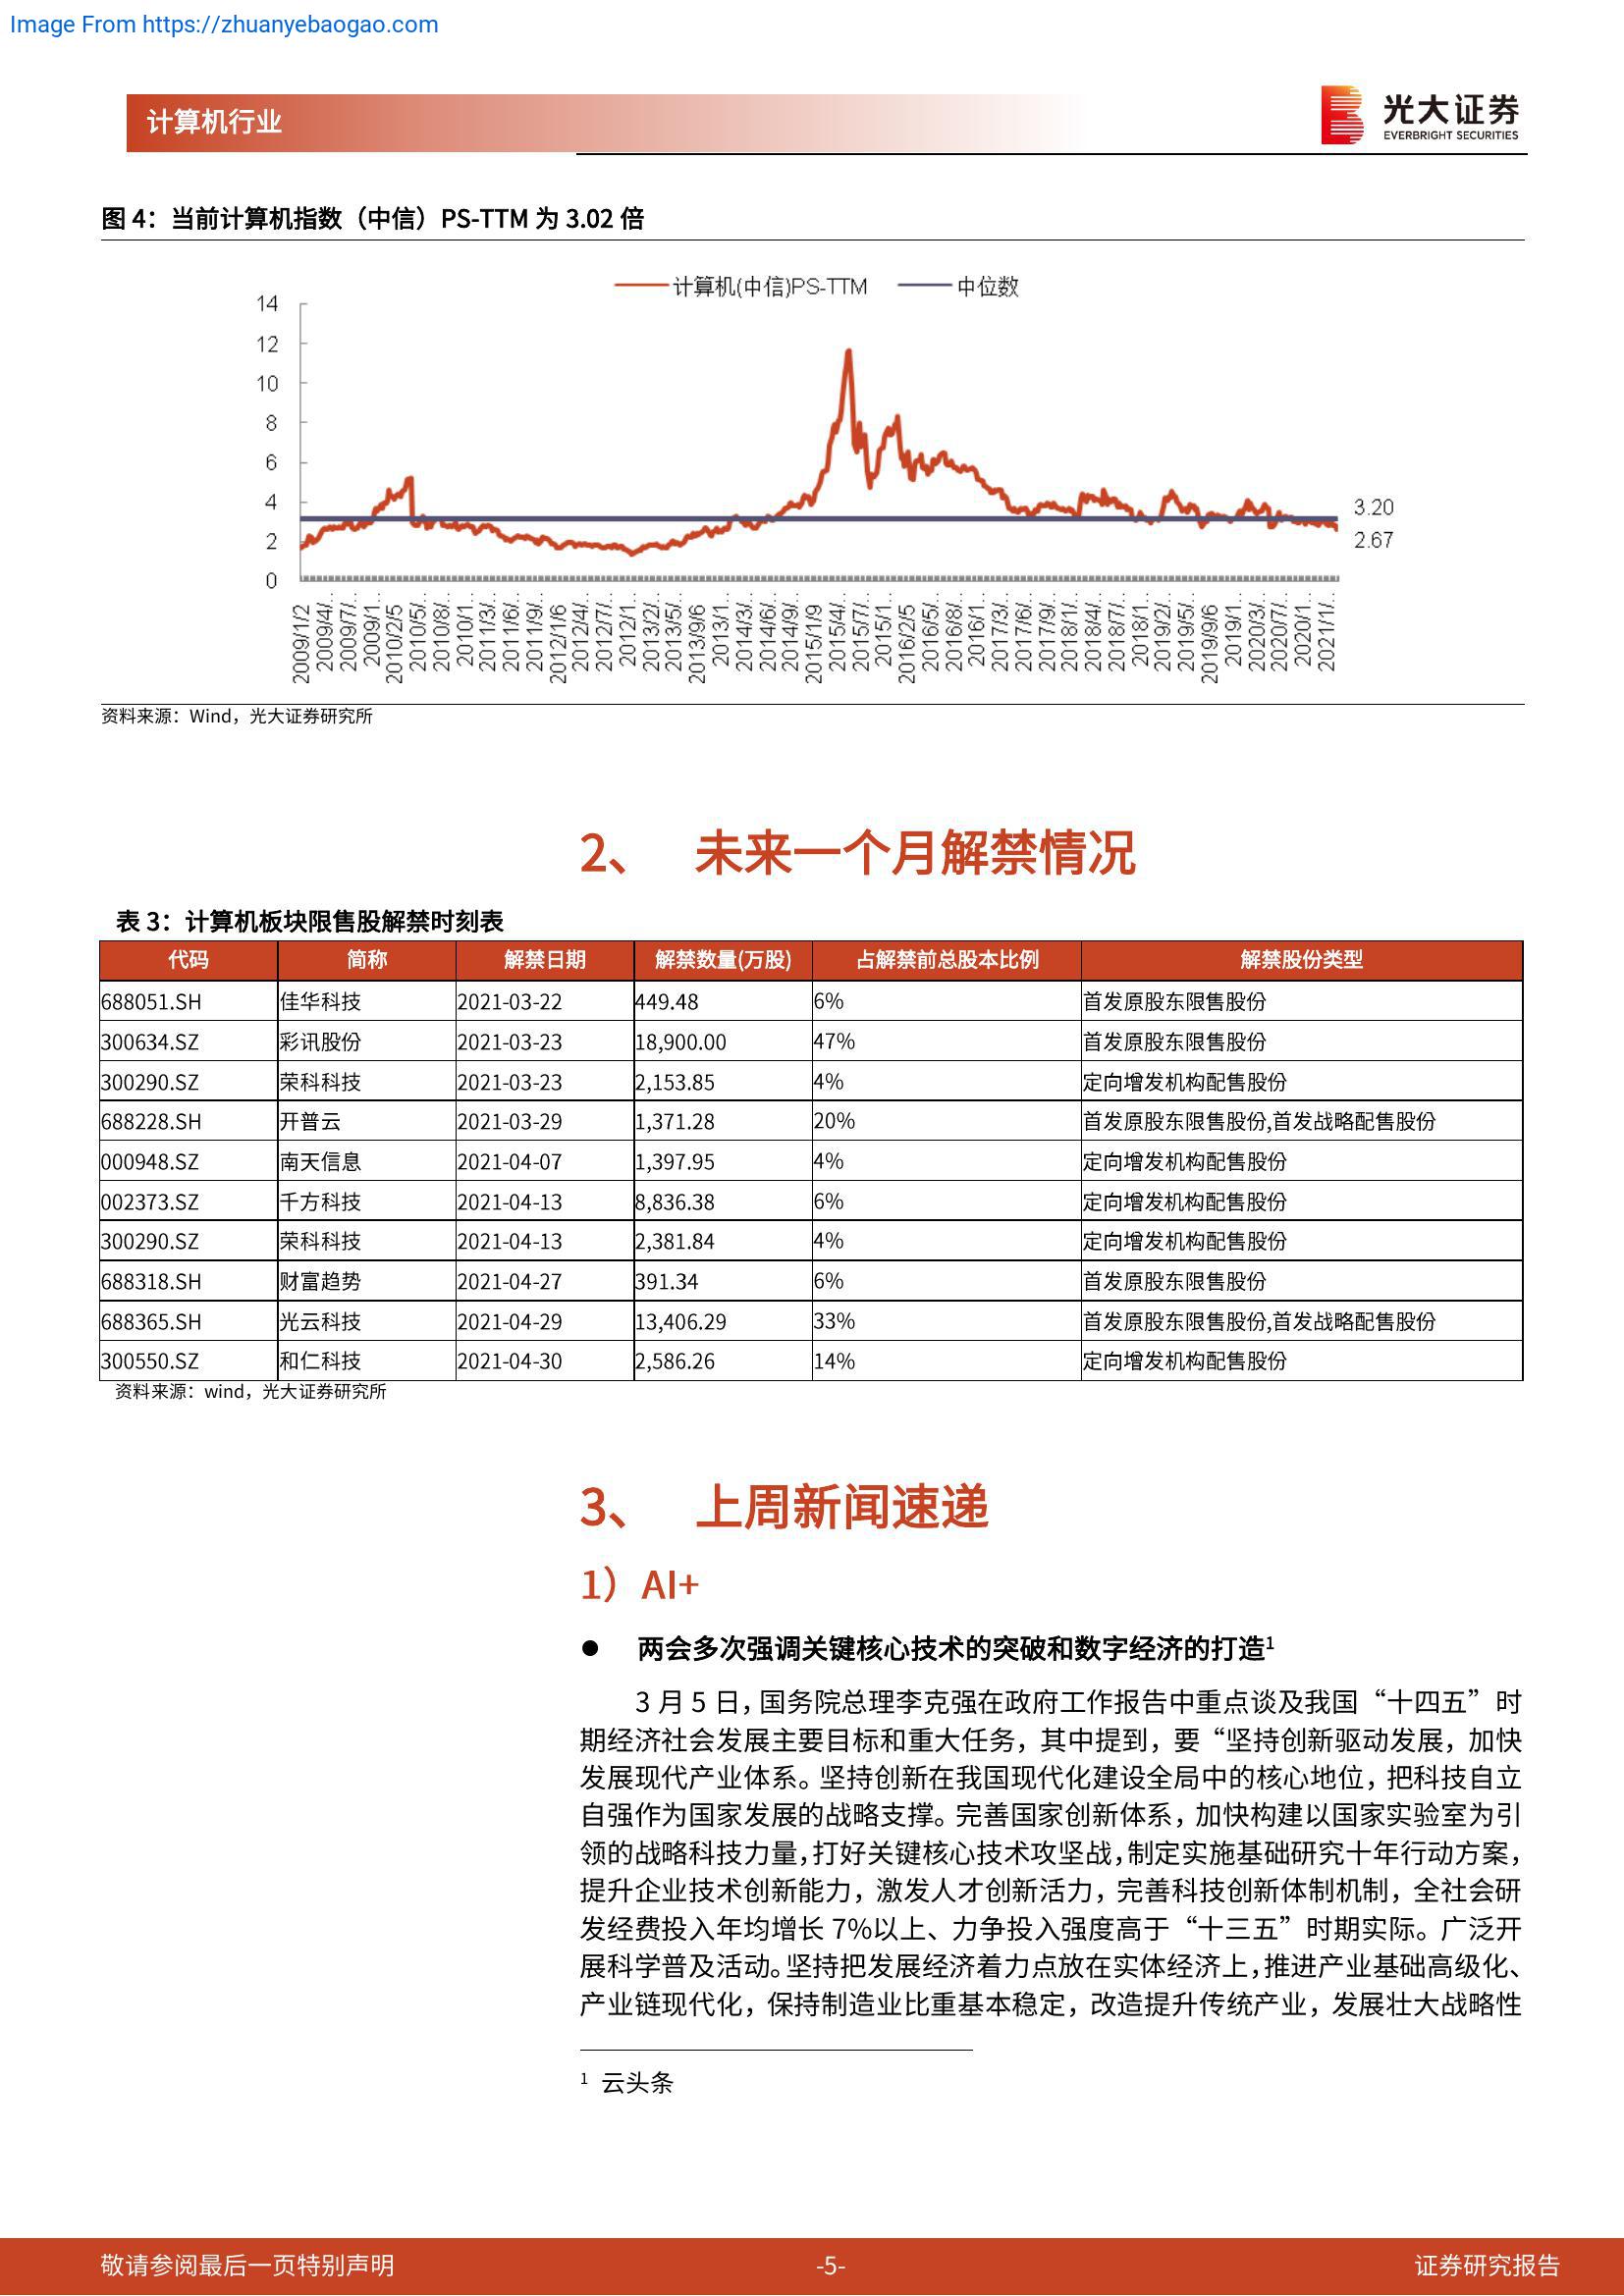 Image From https://zhuanyebaogao.com
计算机行业
光大证券
EVERBRIGHT SECURITIES
图 4：当前计算机指数（中信）PS-TTM 为 3.02 倍
计算机(中信)PS-TTM 中位数
14
12
10
8
6
4
2
0
3.20
2.67
2009/1/2 2009/4/.. 2009/7/.. 2009/1.. 2010/2/5 2010/5/.. 2010/8/.. 2010/1.. 2011/3/.. 2011/6/.. 2011/9/.. 2012/1/6 2012/4/.. 2012/7/.. 2012/1.. 2013/2/.. 2013/5/.. 2013/9/6 2013/1.. 2014/3/.. 2014/6/.. 2014/9/.. 2015/1/9 2015/4/.. 2015/7/.. 2015/1.. 2016/2/5 2016/5/.. 2016/8/.. 2016/1.. 2017/3/.. 2017/6/.. 2017/9/.. 2018/1/.. 2018/4/.. 2018/7/.. 2018/1.. 2019/2/.. 2019/5/.. 2019/9/6 2019/1.. 2020/3/.. 2020/7/.. 2020/1.. 2021/1/..
资料来源：Wind，光大证券研究所
2、 未来一个月解禁情况
表 3：计算机板块限售股解禁时刻表
代码 简称 解禁日期 解禁数量(万股) 占解禁前总股本比例 解禁股份类型
688051.SH 佳华科技 2021-03-22 449.48 6% 首发原股东限售股份
300634.SZ 彩讯股份 2021-03-23 18,900.00 47% 首发原股东限售股份
300290.SZ 荣科科技 2021-03-23 2,153.85 4% 定向增发机构配售股份
688228.SH 开普云 2021-03-29 1,371.28 20% 首发原股东限售股份,首发战略配售股份
000948.SZ 南天信息 2021-04-07 1,397.95 4% 定向增发机构配售股份
002373.SZ 千方科技 2021-04-13 8,836.38 6% 定向增发机构配售股份
300290.SZ 荣科科技 2021-04-13 2,381.84 4% 定向增发机构配售股份
688318.SH 财富趋势 2021-04-27 391.34 6% 首发原股东限售股份
688365.SH 光云科技 2021-04-29 13,406.29 33% 首发原股东限售股份,首发战略配售股份
300550.SZ 和仁科技 2021-04-30 2,586.26 14% 定向增发机构配售股份
资料来源：wind，光大证券研究所
3、 上周新闻速递
1）AI+
● 两会多次强调关键核心技术的突破和数字经济的打造1
3 月 5 日，国务院总理李克强在政府工作报告中重点谈及我国“十四五”时
期经济社会发展主要目标和重大任务，其中提到，要“坚持创新驱动发展，加快
发展现代产业体系。坚持创新在我国现代化建设全局中的核心地位，把科技自立
自强作为国家发展的战略支撑。完善国家创新体系，加快构建以国家实验室为引
领的战略科技力量，打好关键核心技术攻坚战，制定实施基础研究十年行动方案，
提升企业技术创新能力，激发人才创新活力，完善科技创新体制机制，全社会研
发经费投入年均增长 7%以上、力争投入强度高于“十三五”时期实际。广泛开
展科学普及活动。坚持把发展经济着力点放在实体经济上，推进产业基础高级化、
产业链现代化，保持制造业比重基本稳定，改造提升传统产业，发展壮大战略性
1 云头条
敬请参阅最后一页特别声明 -5- 证券研究报告